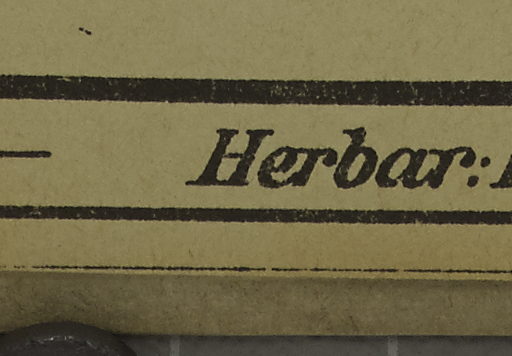 — Herbar: